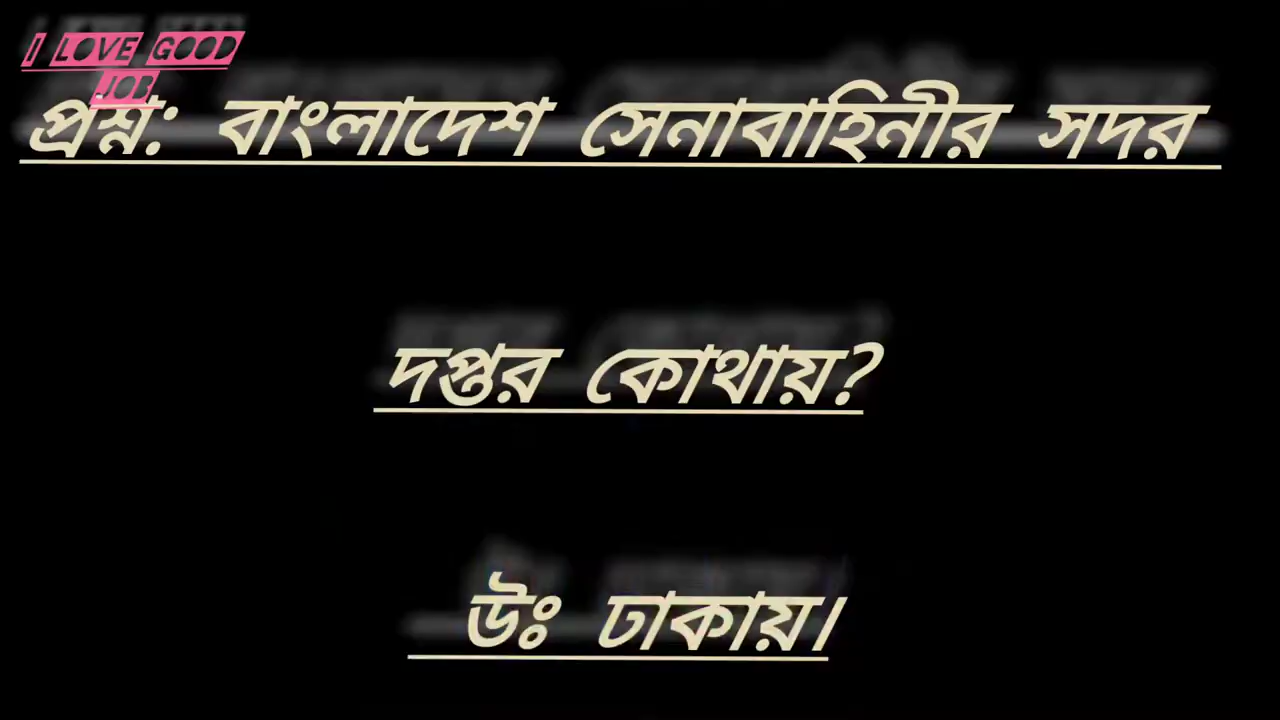 I LOVE GOOD
JOB
প্রশ্ন: বাংলাদেশ সেনাবাহিনীর সদর
দপ্তর কোথায়?
উঃ ঢাকায়।